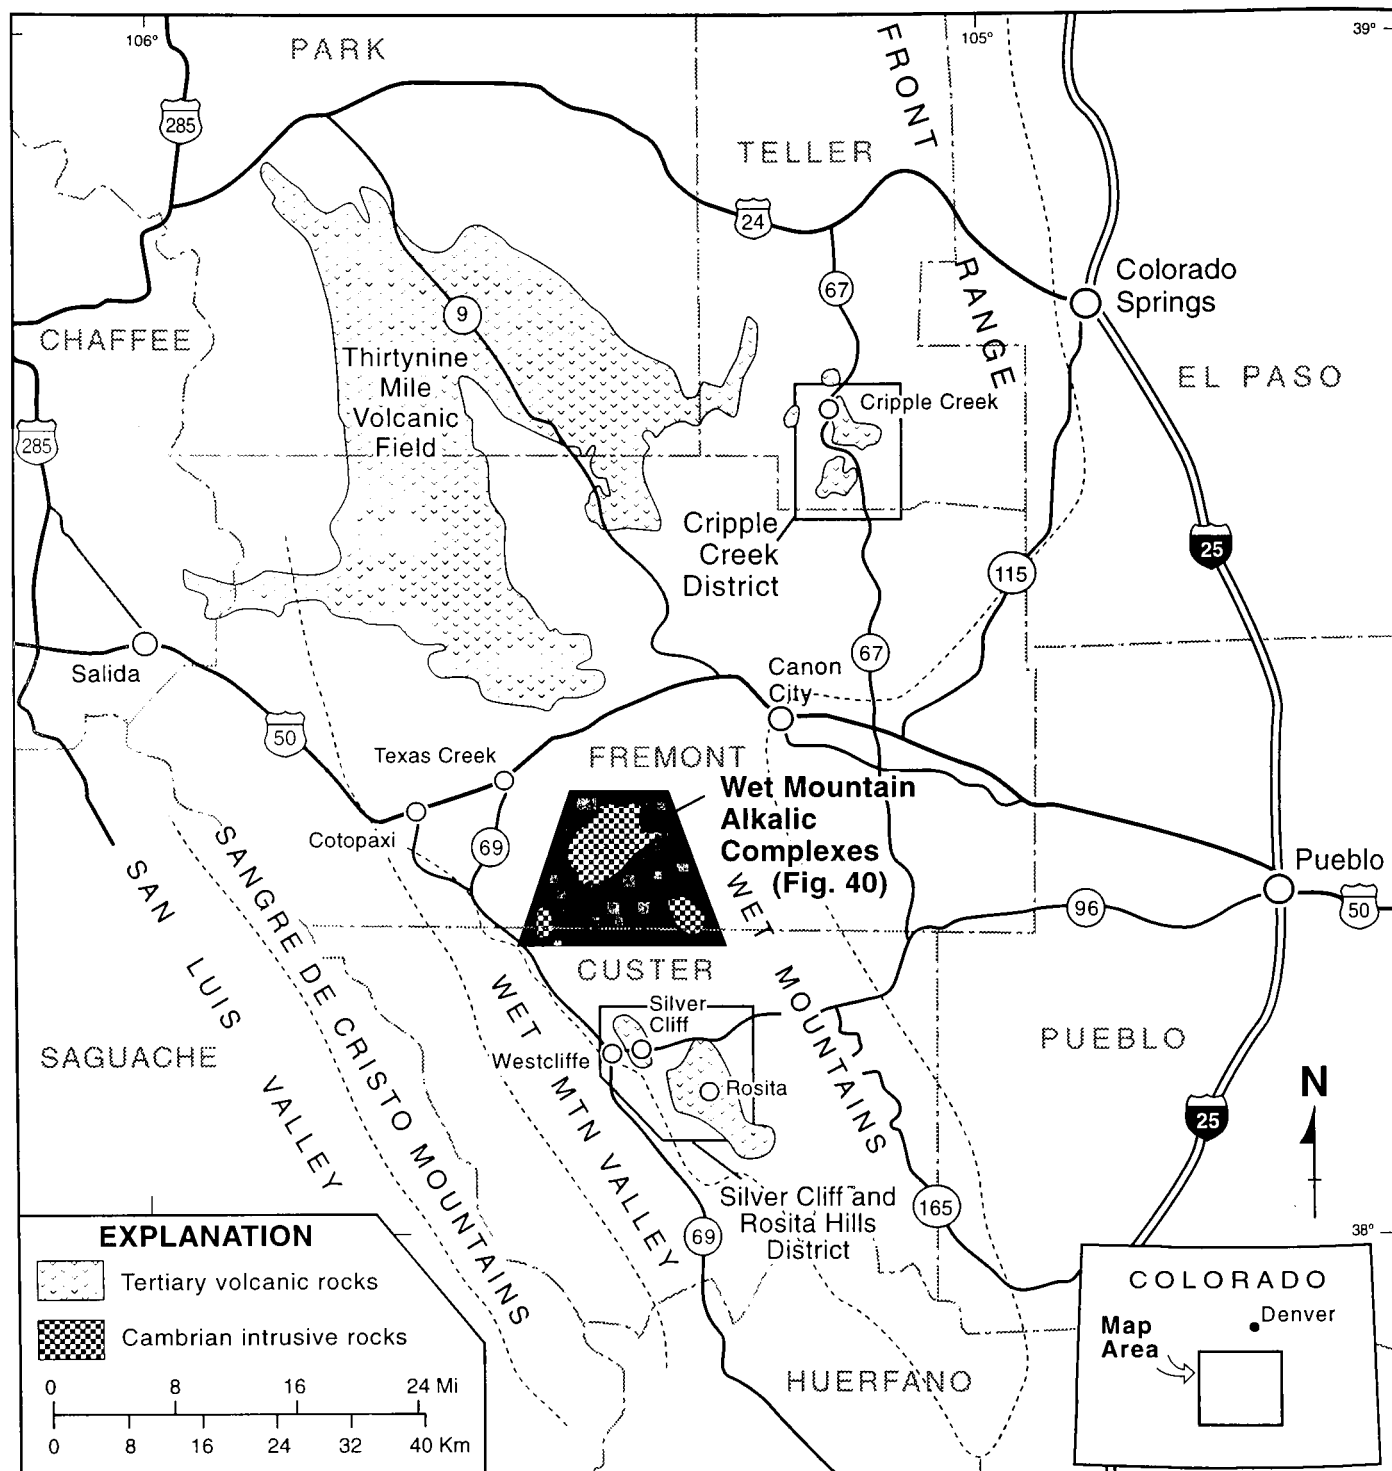 106°
105°
39°
PARK
FRONT
RANGE
285
TELLER
24
67
Colorado
Springs
CHAFFEE
9
Thirtynine
Mile
Volcanic
Field
EL PASO
Cripple Creek
285
Cripple
Creek
District
25
115
67
Salida
Canon
City
50
Texas Creek
FREMONT
Wet Mountain
Alkalic
Complexes
(Fig. 40)
Cotopaxi
69
Pueblo
50
96
SAN LUIS VALLEY
SANGRE DE CRISTO MOUNTAINS
WET MTN VALLEY
WET MOUNTAINS
CUSTER
Silver
Cliff
Westcliffe
Rosita
SAGUACHE
PUEBLO
N
25
Silver Cliff and
Rosita Hills
District
165
69
38°
HUERFANO
EXPLANATION
Tertiary volcanic rocks
Cambrian intrusive rocks
0 8 16 24 Mi
0 8 16 24 32 40 Km
COLORADO
Denver
Map
Area